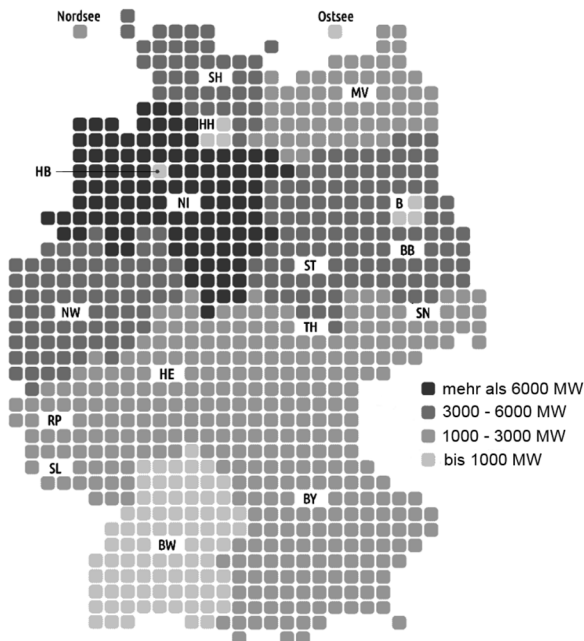 Nordsee
Ostsee
SH
MV
HH
HB
NI
B
BB
ST
NW
SN
TH
HE
mehr als 6000 MW
3000 - 6000 MW
RP
1000 - 3000 MW
bis 1000 MW
SL
BY
BW